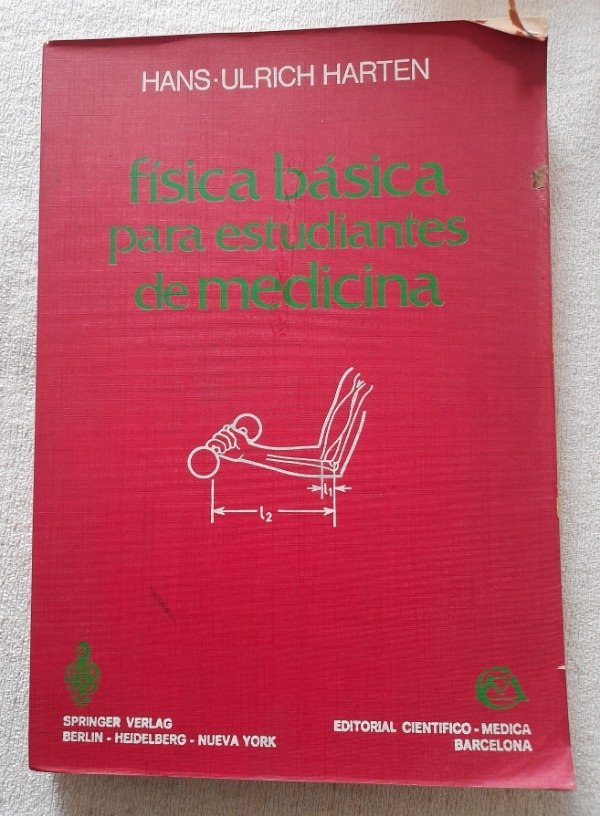 HANS-ULRICH HARTEN
física básica
para estudiantes
de medicina
l₁
l₂
SPRINGER VERLAG
BERLIN - HEIDELBERG - NUEVA YORK
EDITORIAL CIENTIFICO - MEDICA
BARCELONA